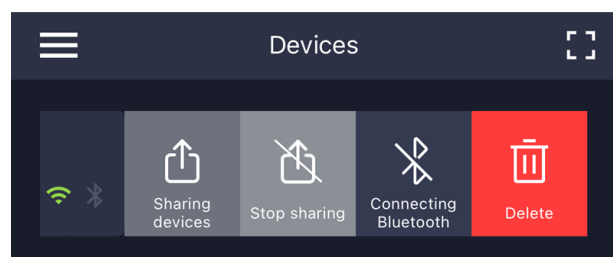 Devices
Sharing
devices
Stop sharing
Connecting
Bluetooth
Delete